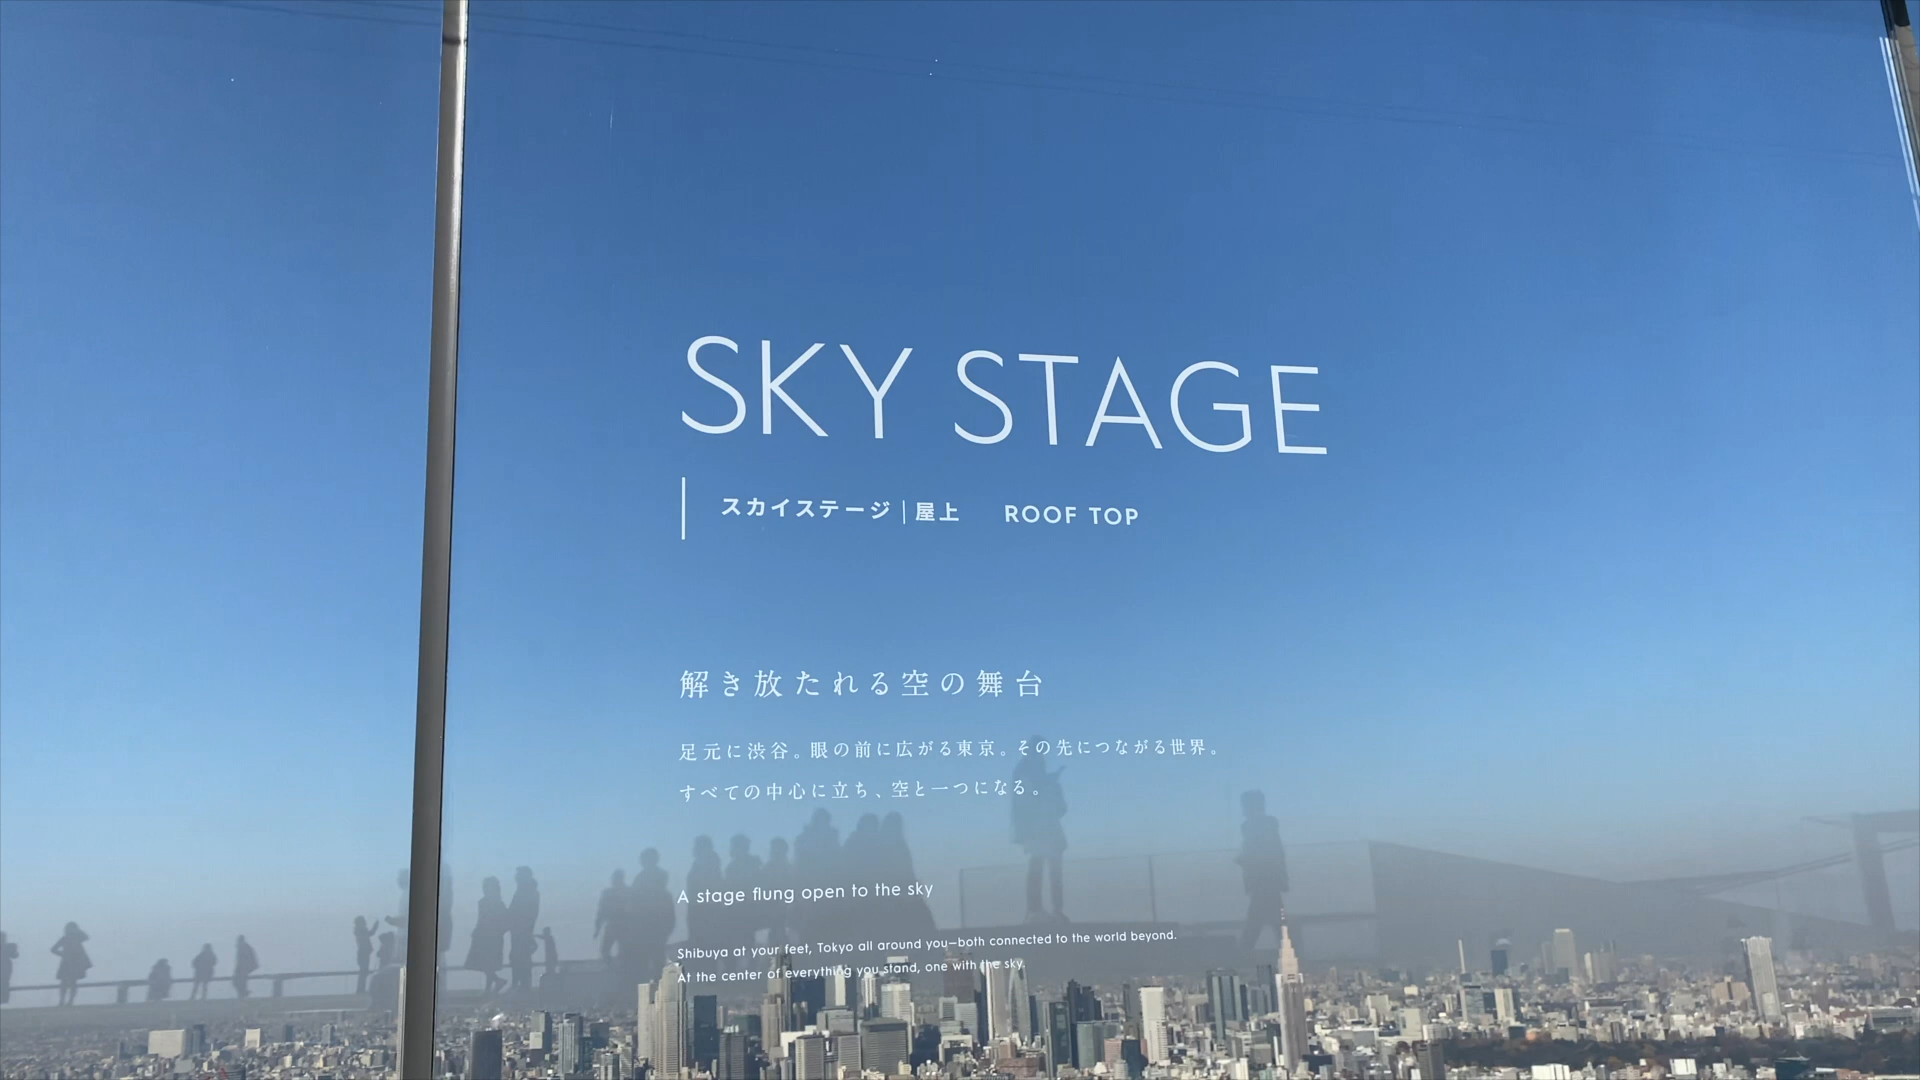 SKY STAGE
スカイステージ|屋上 ROOF TOP
解き放たれる空の舞台
足元に渋谷。眼の前に広がる東京。その先につながる世界。
すべての中心に立ち、空と一つになる。
A stage flung open to the sky
Shibuya at your feet, Tokyo all around you—both connected to the world beyond.
At the center of everything you stand, one with the sky.